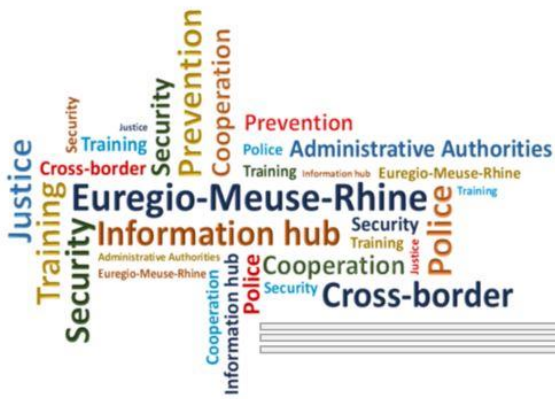 Prevention
Cooperation
Security
Security
Justice
Training
Prevention
Police
Administrative Authorities
Justice
Cross-border
Training
Information hub
Euregio-Meuse-Rhine
Training
Euregio-Meuse-Rhine
Training
Security
Information hub
Security
Training
Justice
Police
Administrative Authorities
Euregio-Meuse-Rhine
Cooperation
Information hub
Police
Cooperation
Security
Cross-border